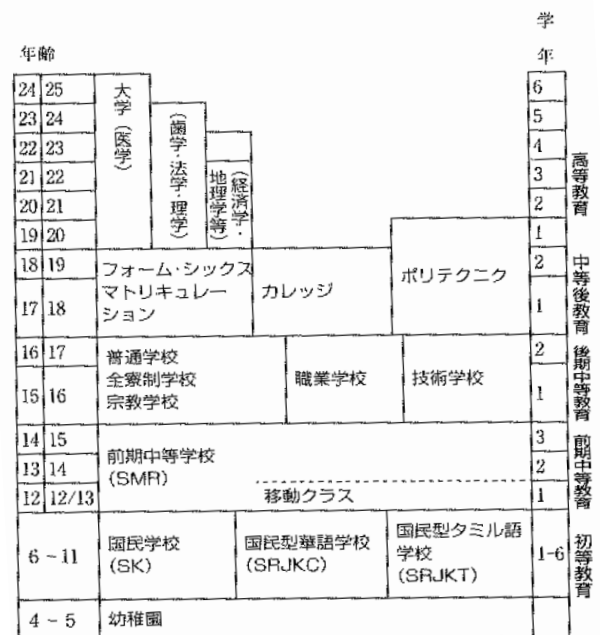 学
年
年齢
24 25
6
23 24
5
22 23
4
21 22
3
20 21
2
19 20
1
18 19
2
17 18
1
16 17
2
15 16
1
14 15
3
13 14
2
12 12/13
1
6 − 11
1-6
4 − 5
大学(医学)
(歯学・法学・理学)
(経済学・
地理学等)
高等教育
フォーム・シックス
マトリキュレー
ション
カレッジ
ポリテクニク
中等後教育
普通学校
全寮制学校
宗教学校
職業学校
技術学校
後期中等教育
前期中等学校
(SMR)
移動クラス
前期中等教育
国民学校
(SK)
国民型華語学校
(SRJKC)
国民型タミル語
学校
(SRJKT)
初等教育
幼稚園